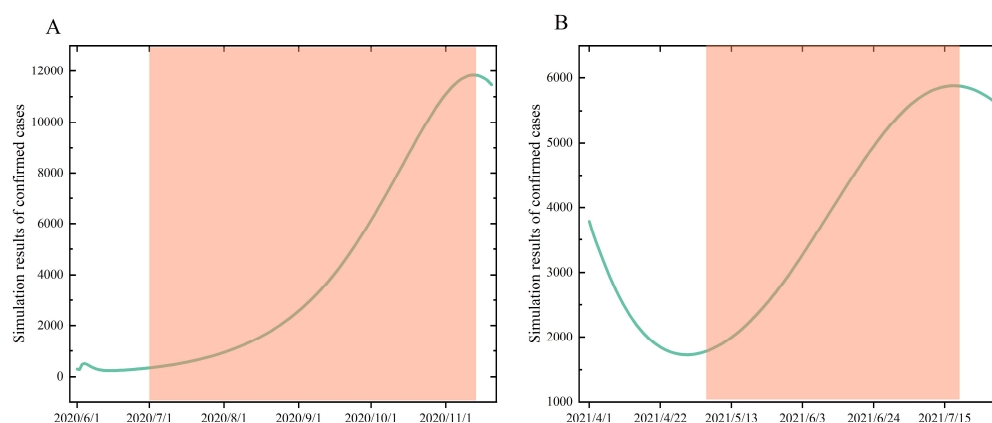 A
Simulation results of confirmed cases
12000
10000
8000
6000
4000
2000
0
2020/6/1 2020/7/1 2020/8/1 2020/9/1 2020/10/1 2020/11/1
B
Simulation results of confirmed cases
6000
5000
4000
3000
2000
1000
2021/4/1 2021/4/22 2021/5/13 2021/6/3 2021/6/24 2021/7/15